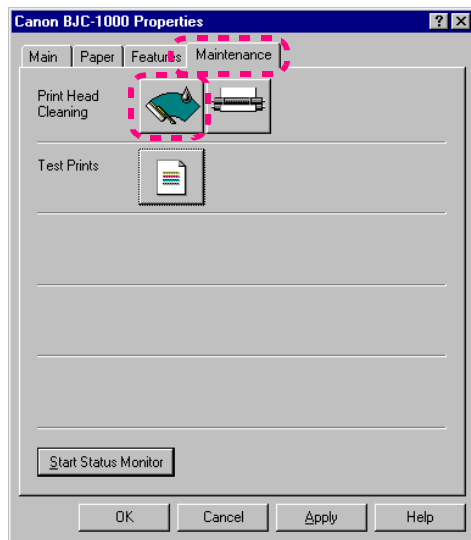 Canon BJC-1000 Properties
Main Paper Features Maintenance
Print Head
Cleaning
Test Prints
Start Status Monitor
OK Cancel Apply Help